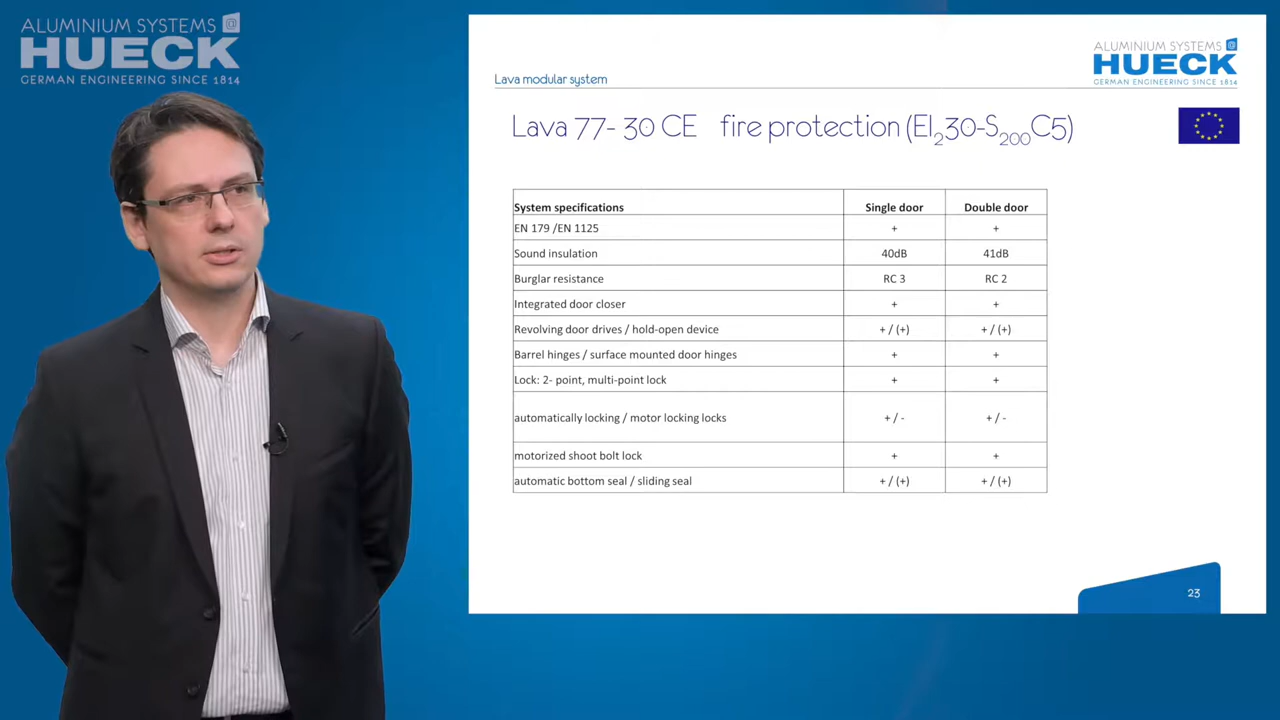 ALUMINIUM SYSTEMS
HUECK
GERMAN ENGINEERING SINCE 1814
ALUMINIUM SYSTEMS
HUECK
GERMAN ENGINEERING SINCE 1814
Lava modular system
Lava 77- 30 CE fire protection (EI₂30-S₂₀₀C5)
System specifications Single door Double door
EN 179 /EN 1125 + +
Sound insulation 40dB 41dB
Burglar resistance RC 3 RC 2
Integrated door closer + +
Revolving door drives / hold-open device + / (+) + / (+)
Barrel hinges / surface mounted door hinges + +
Lock: 2- point, multi-point lock + +
automatically locking / motor locking locks + / - + / -
motorized shoot bolt lock + +
automatic bottom seal / sliding seal + / (+) + / (+)
23